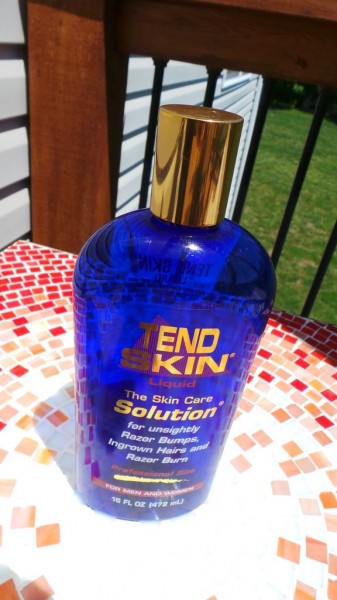 TEND
SKIN®
Liquid
The Skin Care
Solution®
for unsightly
Razor Bumps,
Ingrown Hairs and
Razor Burn
Professional Size
FOR MEN AND WOMEN
16 FL OZ (472 mL)